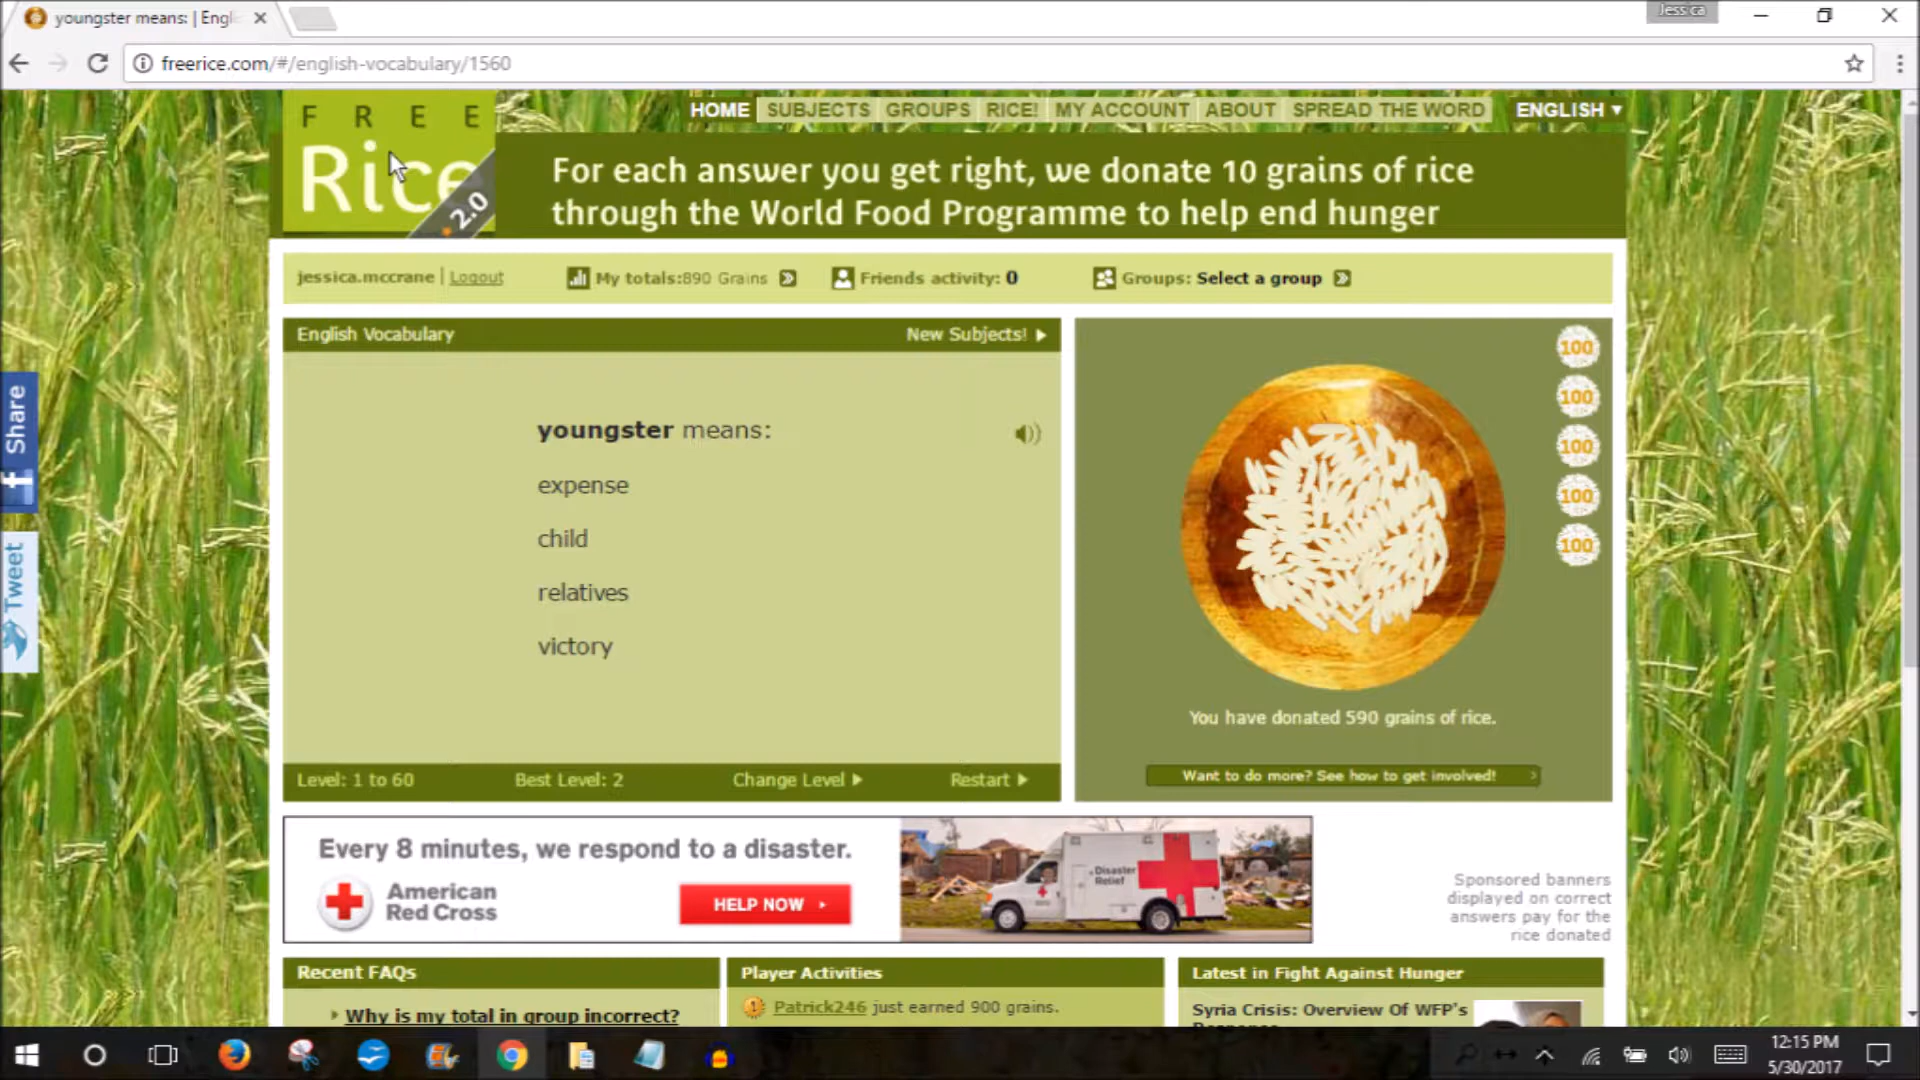 youngster means: | Engl
Jessica
freerice.com/#/english-vocabulary/1560
FREE
Rice
2.0
HOME SUBJECTS GROUPS RICE! MY ACCOUNT ABOUT SPREAD THE WORD ENGLISH
For each answer you get right, we donate 10 grains of rice
through the World Food Programme to help end hunger
jessica.mccrane | Logout My totals:890 Grains Friends activity: 0 Groups: Select a group
English Vocabulary New Subjects!
youngster means:
expense
child
relatives
victory
Level: 1 to 60 Best Level: 2 Change Level Restart
100
100
100
100
100
You have donated 590 grains of rice.
Want to do more? See how to get involved!
Share
Tweet
Every 8 minutes, we respond to a disaster.
American
Red Cross
HELP NOW
Disaster
Relief
Sponsored banners
displayed on correct
answers pay for the
rice donated
Recent FAQs
Why is my total in group incorrect?
Player Activities
Patrick246 just earned 900 grains.
Latest in Fight Against Hunger
Syria Crisis: Overview Of WFP's
12:15 PM
5/30/2017